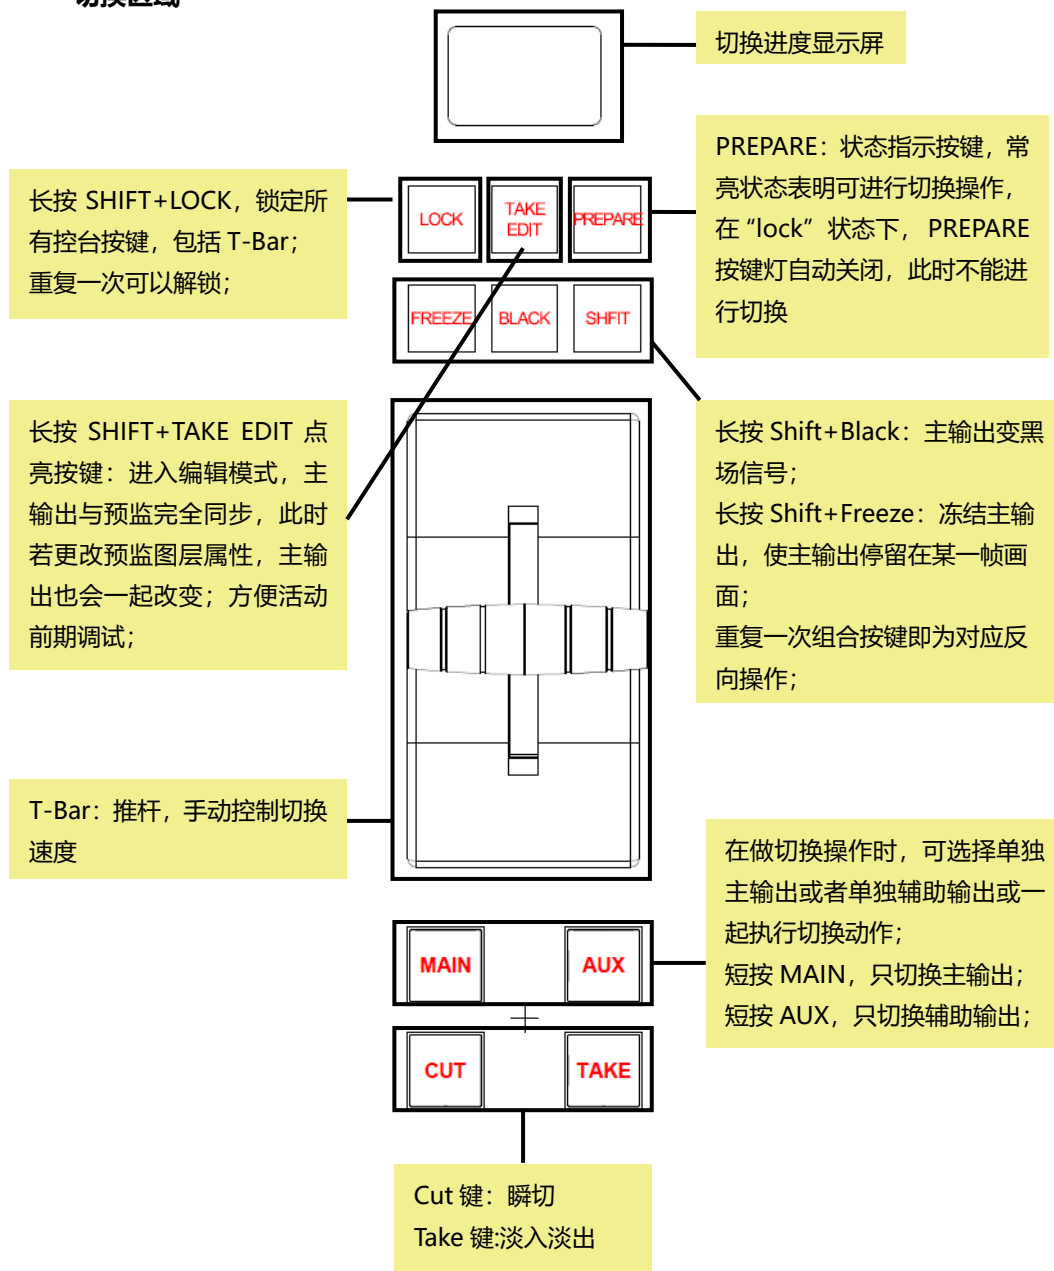 切换区域
切换进度显示屏
PREPARE：状态指示按键，常
亮状态表明可进行切换操作，
在“lock”状态下，PREPARE
按键灯自动关闭，此时不能进
行切换
长按 SHIFT+LOCK，锁定所
有控台按键，包括 T-Bar；
重复一次可以解锁；
LOCK
TAKE
EDIT
PREPARE
FREEZE
BLACK
SHFIT
长按 SHIFT+TAKE EDIT 点
亮按键：进入编辑模式，主
输出与预监完全同步，此时
若更改预监图层属性，主输
出也会一起改变；方便活动
前期调试；
长按 Shift+Black：主输出变黑
场信号；
长按 Shift+Freeze：冻结主输
出，使主输出停留在某一帧画
面；
重复一次组合按键即为对应反
向操作；
T-Bar：推杆，手动控制切换
速度
在做切换操作时，可选择单独
主输出或者单独辅助输出或一
起执行切换动作；
短按 MAIN，只切换主输出；
短按 AUX，只切换辅助输出；
MAIN
AUX
CUT
TAKE
Cut 键：瞬切
Take 键:淡入淡出